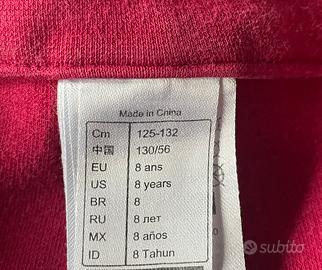 Made in China
Cm 125-132
中国 130/56
EU 8 ans
US 8 years
BR 8
RU 8 лет
MX 8 años
ID 8 Tahun
subito